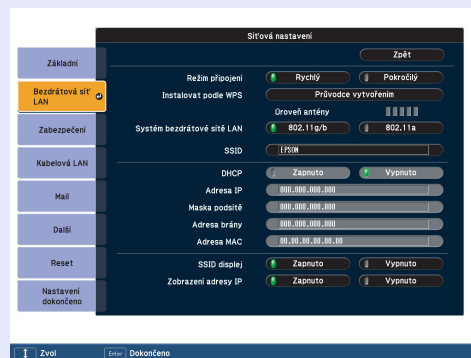 Síťová nastavení
Zpět
Základní
Bezdrátová síť
LAN
Zabezpečení
Kabelová LAN
Mail
Další
Reset
Nastavení
dokončeno
Režim připojení Rychlý Pokročilý
Instalovat podle WPS Průvodce vytvořením
Úroveň antény
Systém bezdrátové sítě LAN 802.11g/b 802.11a
SSID EPSON
DHCP Zapnuto Vypnuto
Adresa IP 000.000.000.000
Maska podsítě 000.000.000.000
Adresa brány 000.000.000.000
Adresa MAC 00.00.00.00.00.00
SSID displej Zapnuto Vypnuto
Zobrazení adresy IP Zapnuto Vypnuto
Zvol Enter Dokončeno